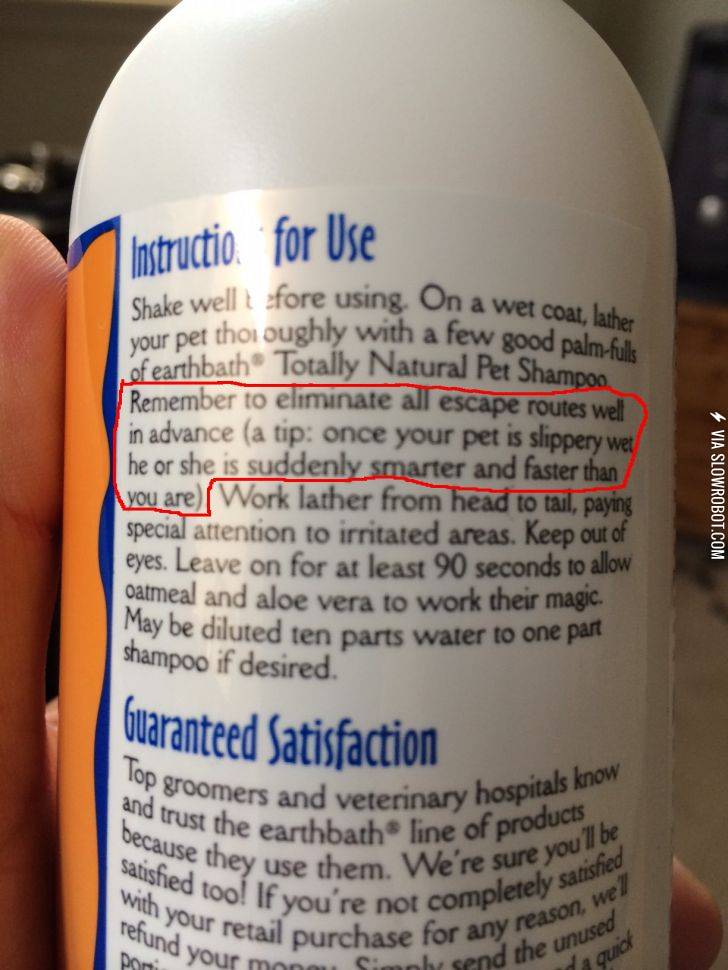 Instructions for Use
Shake well before using. On a wet coat, lather
your pet thoroughly with a few good palm-fulls
of earthbath® Totally Natural Pet Shampoo.
Remember to eliminate all escape routes well
in advance (a tip: once your pet is slippery wet
he or she is suddenly smarter and faster than
you are). Work lather from head to tail, paying
special attention to irritated areas. Keep out of
eyes. Leave on for at least 90 seconds to allow
oatmeal and aloe vera to work their magic.
May be diluted ten parts water to one part
shampoo if desired.
Guaranteed Satisfaction
Top groomers and veterinary hospitals know
and trust the earthbath® line of products
because they use them. We're sure you'll be
satisfied too! If you're not completely satisfied
with your retail purchase for any reason, we'll
refund your money. Simply send the unused
a quick
VIA SLOWROBOT.COM